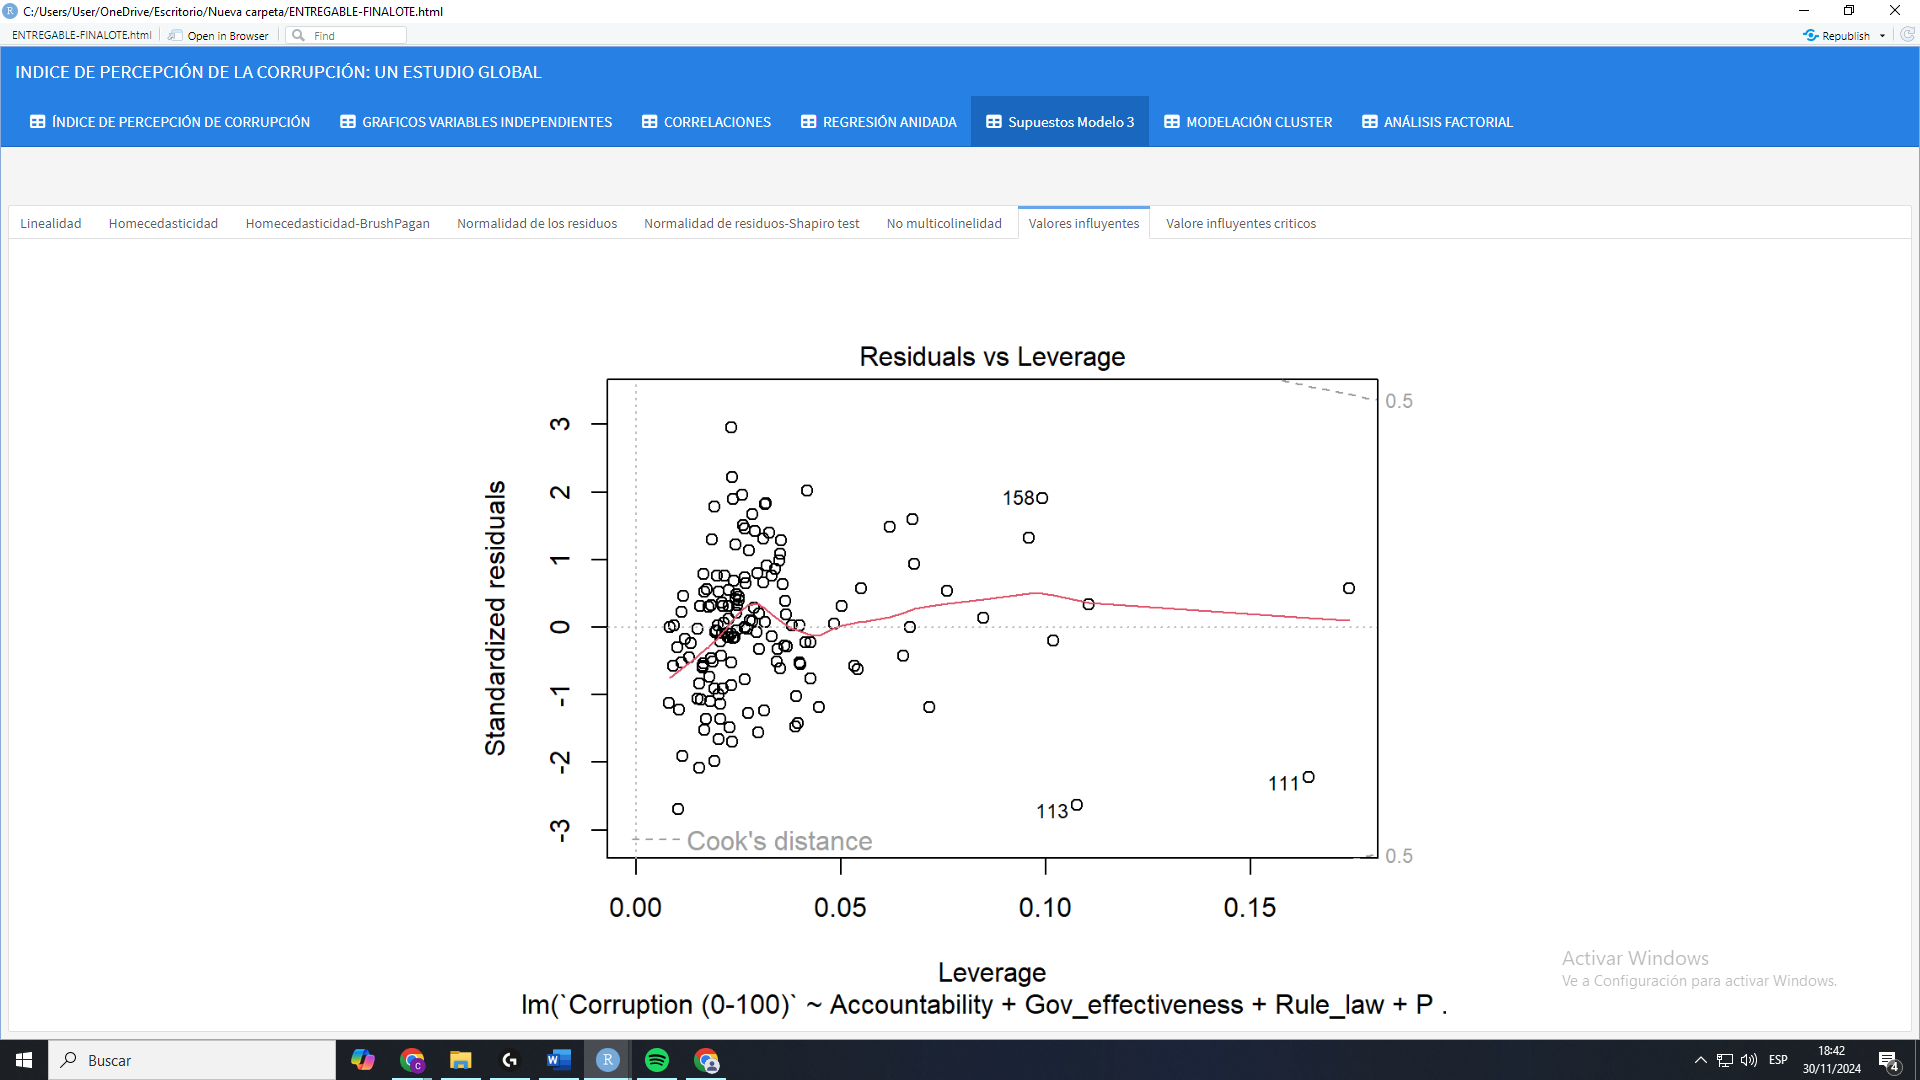 C:/Users/User/OneDrive/Escritorio/Nueva carpeta/ENTREGABLE-FINALOTE.html
ENTREGABLE-FINALOTE.html Open in Browser Find Republish
INDICE DE PERCEPCIÓN DE LA CORRUPCIÓN: UN ESTUDIO GLOBAL
ÍNDICE DE PERCEPCIÓN DE CORRUPCIÓN GRAFICOS VARIABLES INDEPENDIENTES CORRELACIONES REGRESIÓN ANIDADA Supuestos Modelo 3 MODELACIÓN CLUSTER ANÁLISIS FACTORIAL
Linealidad Homecedasticidad Homecedasticidad-BrushPagan Normalidad de los residuos Normalidad de residuos-Shapiro test No multicolinelidad Valores influyentes Valore influyentes criticos
Residuals vs Leverage
0.5
3
2
1
0
-1
-2
-3
Standardized residuals
158
111
113
Cook's distance
0.5
0.00 0.05 0.10 0.15
Leverage
lm(`Corruption (0-100)` ~ Accountability + Gov_effectiveness + Rule_law + P .
Activar Windows
Ve a Configuración para activar Windows.
Buscar
ESP
18:42
30/11/2024
4